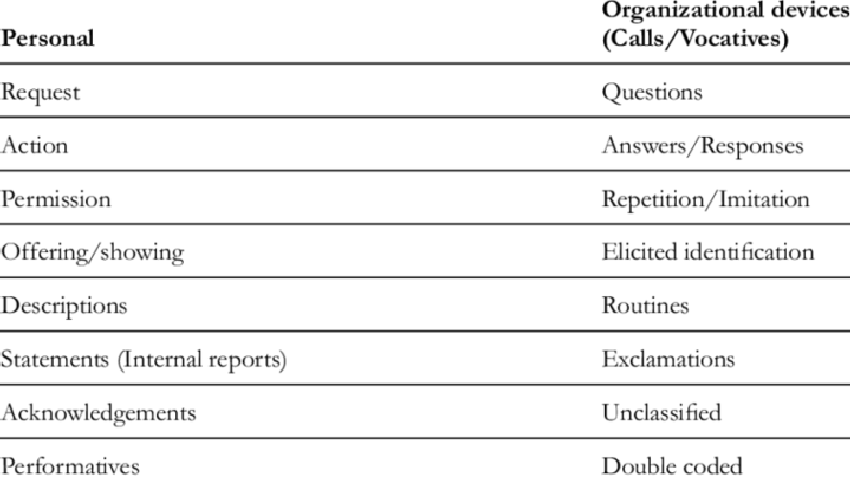 Personal
Organizational devices
(Calls/Vocatives)
Request
Questions
Action
Answers/Responses
Permission
Repetition/Imitation
Offering/showing
Elicited identification
Descriptions
Routines
Statements (Internal reports)
Exclamations
Acknowledgements
Unclassified
Performatives
Double coded